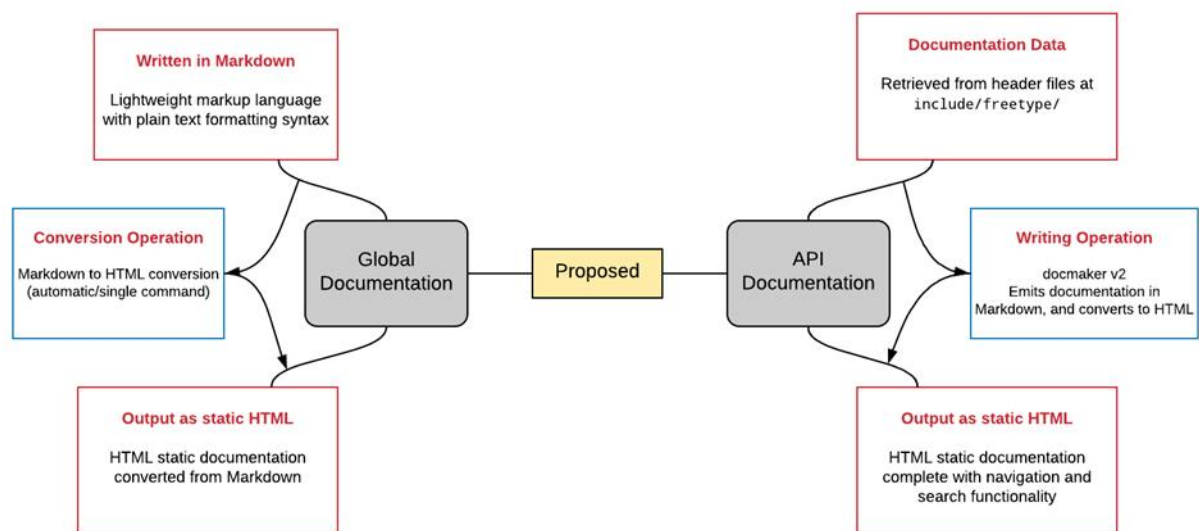 Written in Markdown
Lightweight markup language
with plain text formatting syntax
Documentation Data
Retrieved from header files at
include/freetype/
Conversion Operation
Markdown to HTML conversion
(automatic/single command)
Global
Documentation
Proposed
API
Documentation
Writing Operation
docmaker v2
Emits documentation in
Markdown, and converts to HTML
Output as static HTML
HTML static documentation
converted from Markdown
Output as static HTML
HTML static documentation
complete with navigation and
search functionality